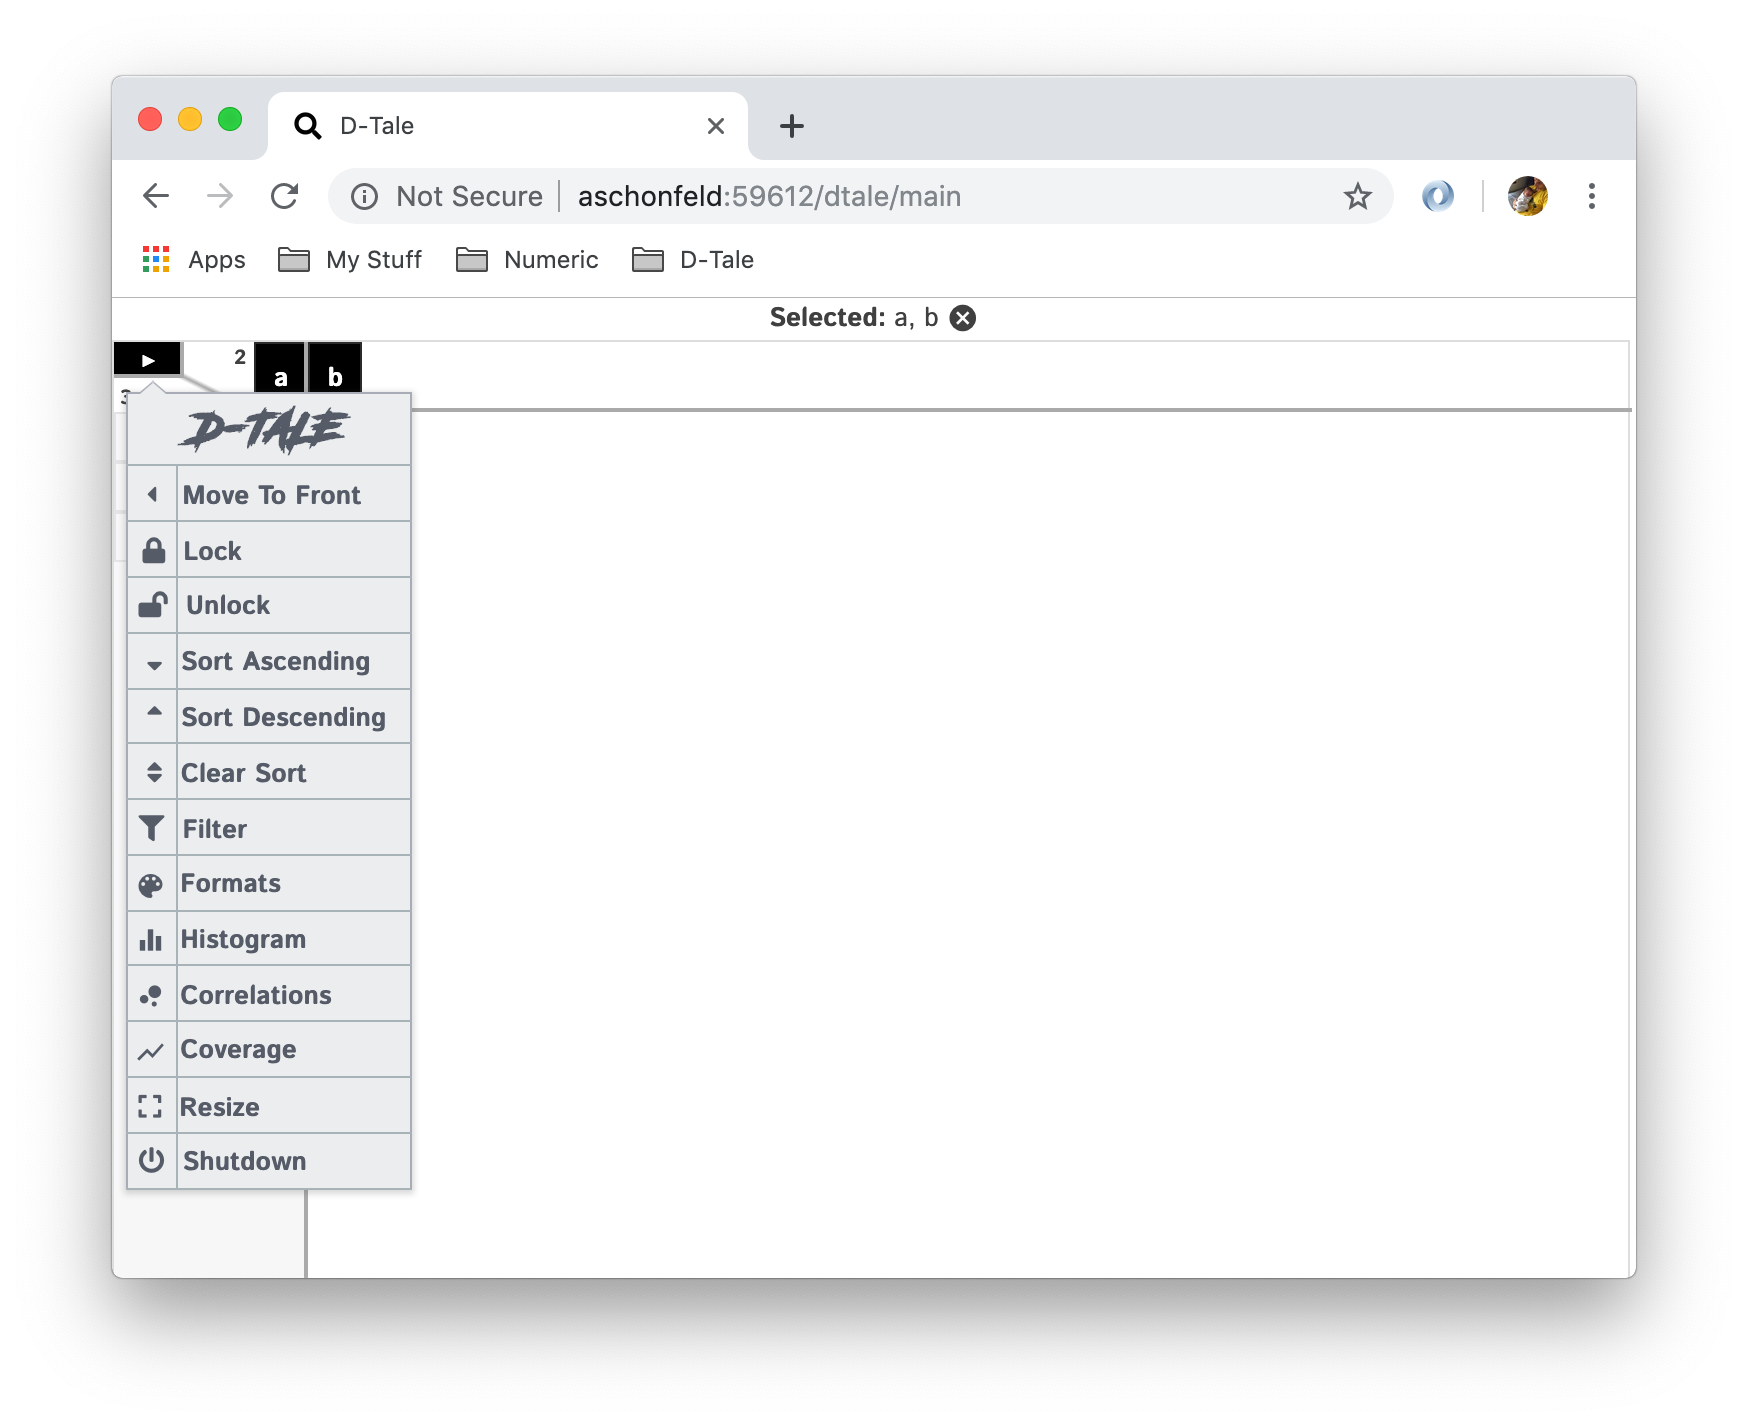 D-Tale
Not Secure aschonfeld:59612/dtale/main
Apps My Stuff Numeric D-Tale
Selected: a, b
2 a b
3
D-TALE
Move To Front
Lock
Unlock
Sort Ascending
Sort Descending
Clear Sort
Filter
Formats
Histogram
Correlations
Coverage
Resize
Shutdown